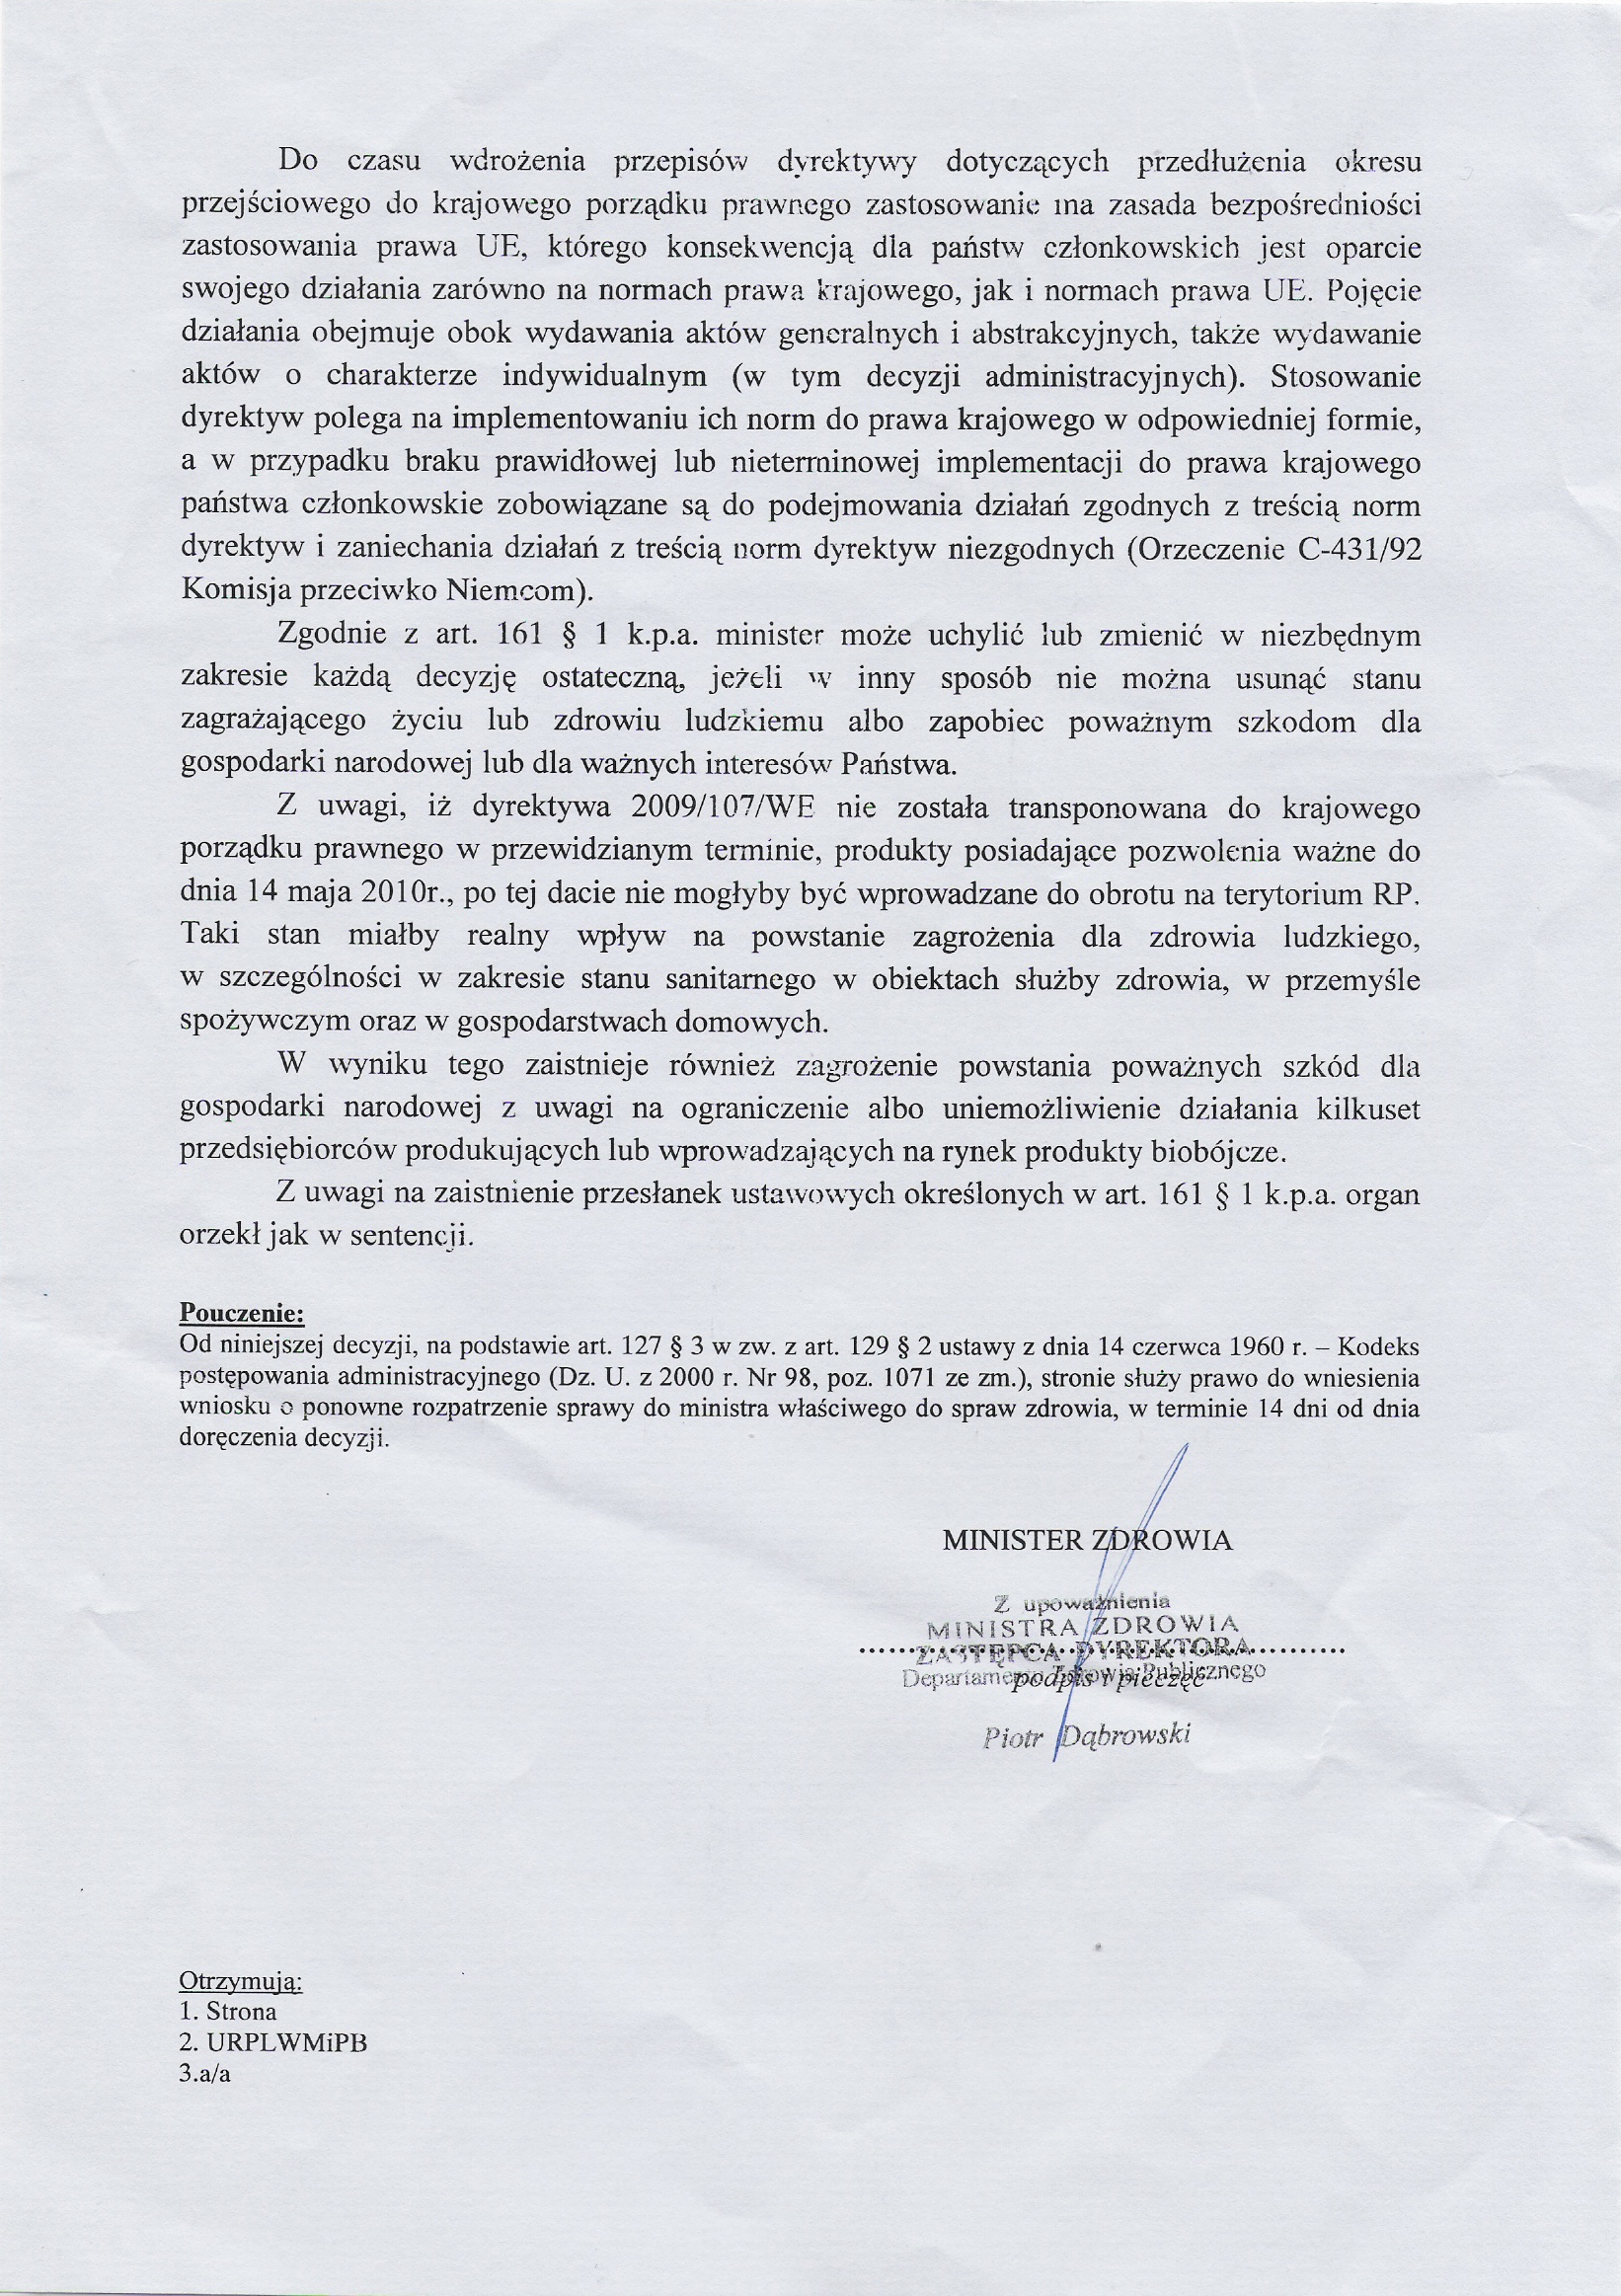 Do czasu wdrożenia przepisów dyrektywy dotyczących przedłużenia okresu
przejściowego do krajowego porządku prawnego zastosowanie ma zasada bezpośredniości
zastosowania prawa UE, którego konsekwencją dla państw członkowskich jest oparcie
swojego działania zarówno na normach prawa krajowego, jak i normach prawa UE. Pojęcie
działania obejmuje obok wydawania aktów generalnych i abstrakcyjnych, także wydawanie
aktów o charakterze indywidualnym (w tym decyzji administracyjnych). Stosowanie
dyrektyw polega na implementowaniu ich norm do prawa krajowego w odpowiedniej formie,
a w przypadku braku prawidłowej lub nieterminowej implementacji do prawa krajowego
państwa członkowskie zobowiązane są do podejmowania działań zgodnych z treścią norm
dyrektyw i zaniechania działań z treścią norm dyrektyw niezgodnych (Orzeczenie C-431/92
Komisja przeciwko Niemcom).
Zgodnie z art. 161 § 1 k.p.a. minister może uchylić lub zmienić w niezbędnym
zakresie każdą decyzję ostateczną, jeżeli w inny sposób nie można usunąć stanu
zagrażającego życiu lub zdrowiu ludzkiemu albo zapobiec poważnym szkodom dla
gospodarki narodowej lub dla ważnych interesów Państwa.
Z uwagi, iż dyrektywa 2009/107/WE nie została transponowana do krajowego
porządku prawnego w przewidzianym terminie, produkty posiadające pozwolenia ważne do
dnia 14 maja 2010r., po tej dacie nie mogłyby być wprowadzane do obrotu na terytorium RP.
Taki stan miałby realny wpływ na powstanie zagrożenia dla zdrowia ludzkiego,
w szczególności w zakresie stanu sanitarnego w obiektach służby zdrowia, w przemyśle
spożywczym oraz w gospodarstwach domowych.
W wyniku tego zaistnieje również zagrożenie powstania poważnych szkód dla
gospodarki narodowej z uwagi na ograniczenie albo uniemożliwienie działania kilkuset
przedsiębiorców produkujących lub wprowadzających na rynek produkty biobójcze.
Z uwagi na zaistnienie przesłanek ustawowych określonych w art. 161 § 1 k.p.a. organ
orzekł jak w sentencji.
Pouczenie:
Od niniejszej decyzji, na podstawie art. 127 § 3 w zw. z art. 129 § 2 ustawy z dnia 14 czerwca 1960 r. – Kodeks
postępowania administracyjnego (Dz. U. z 2000 r. Nr 98, poz. 1071 ze zm.), stronie służy prawo do wniesienia
wniosku o ponowne rozpatrzenie sprawy do ministra właściwego do spraw zdrowia, w terminie 14 dni od dnia
doręczenia decyzji.
MINISTER ZDROWIA
Z upoważnienia
MINISTRA ZDROWIA
ZASTĘPCA DYREKTORA
Departamentu Zdrowia Publicznego
podpis i pieczęć
Piotr Dąbrowski
Otrzymują:
1. Strona
2. URPLWMiPB
3.a/a